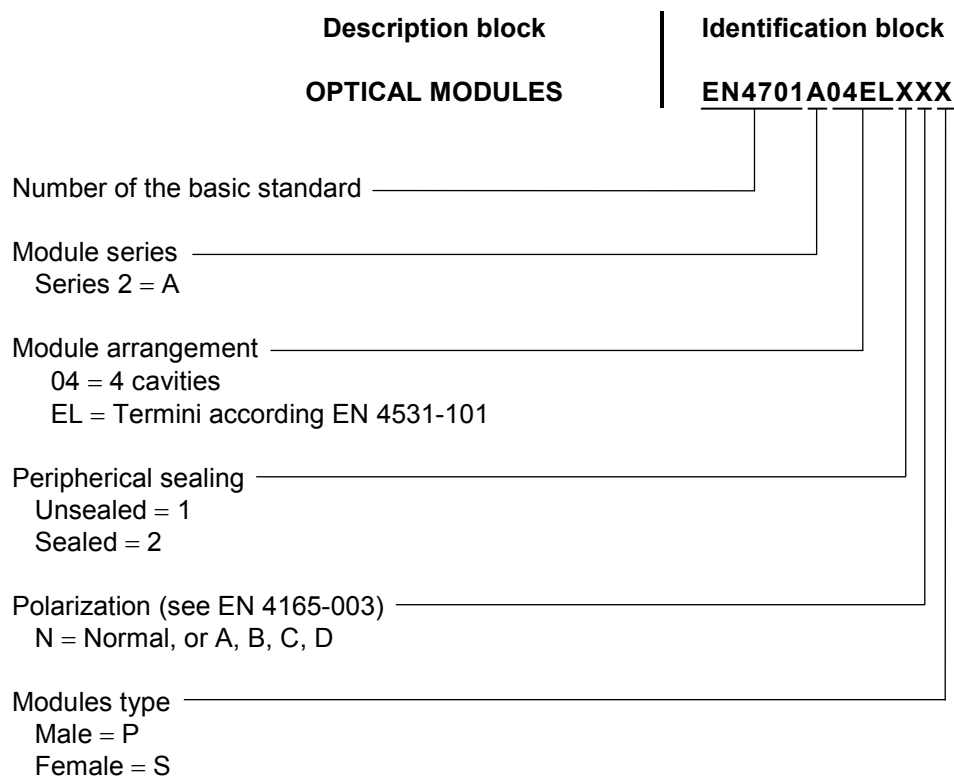 Description block Identification block
OPTICAL MODULES EN4701A04ELXXX
Number of the basic standard
Module series
Series 2 = A
Module arrangement
04 = 4 cavities
EL = Termini according EN 4531-101
Peripherical sealing
Unsealed = 1
Sealed = 2
Polarization (see EN 4165-003)
N = Normal, or A, B, C, D
Modules type
Male = P
Female = S